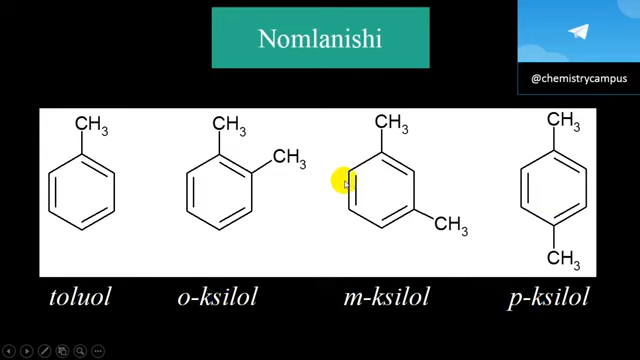 Nomlanishi
@chemistrycampus
CH3
CH3
CH3
CH3
CH3
CH3
CH3
toluol
o-ksilol
m-ksilol
p-ksilol